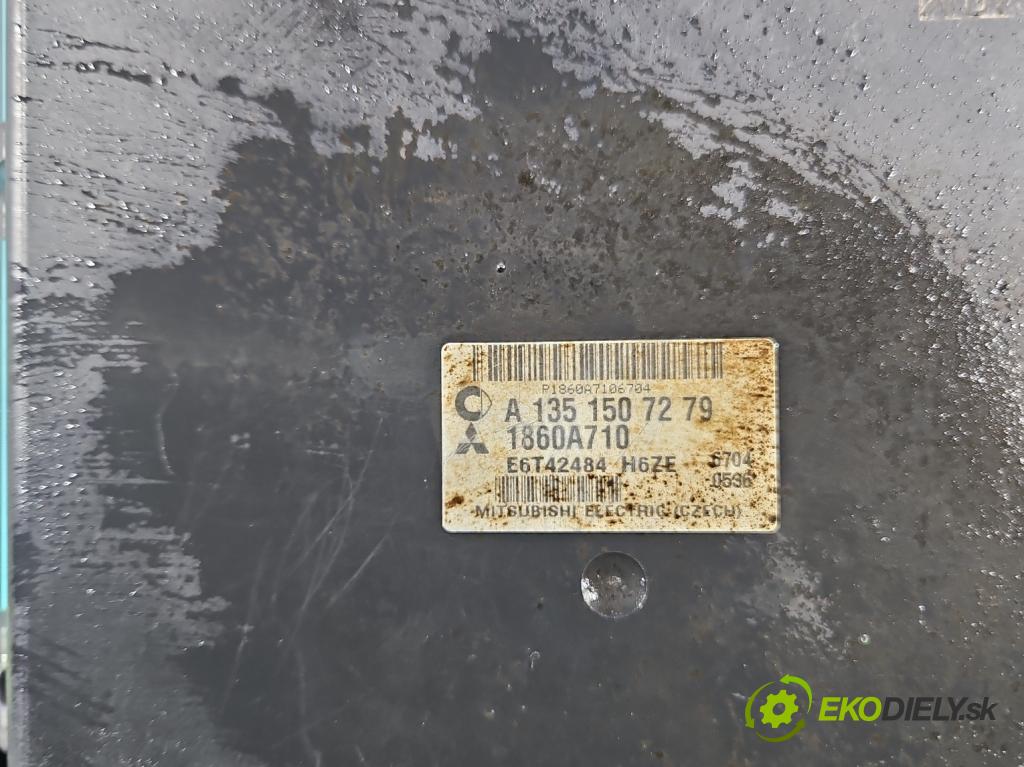 P1860A7106704
A 135 150 72 79
1860A710
E6T42484 H6ZE 6704
0536
MITSUBISHI ELECTRIC (CZECH)
EKODIELY.sk